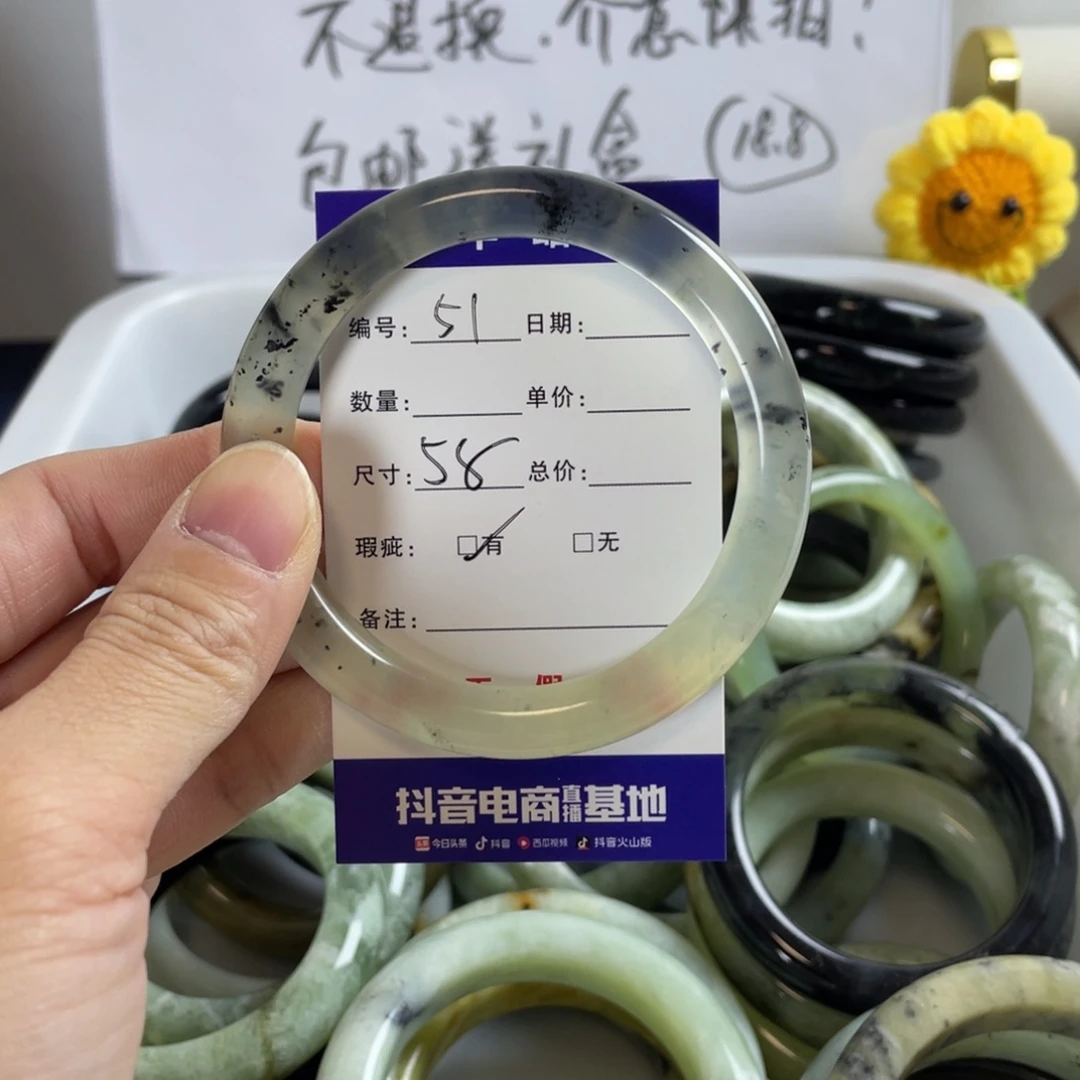 不退换.介意慎拍!
包邮送礼盒 18.8
编号: 51 日期:
数量: 单价:
尺寸: 58 总价:
瑕疵: □有 □无
备注:
抖音电商直播基地
今日头条 抖音 西瓜视频 抖音火山版